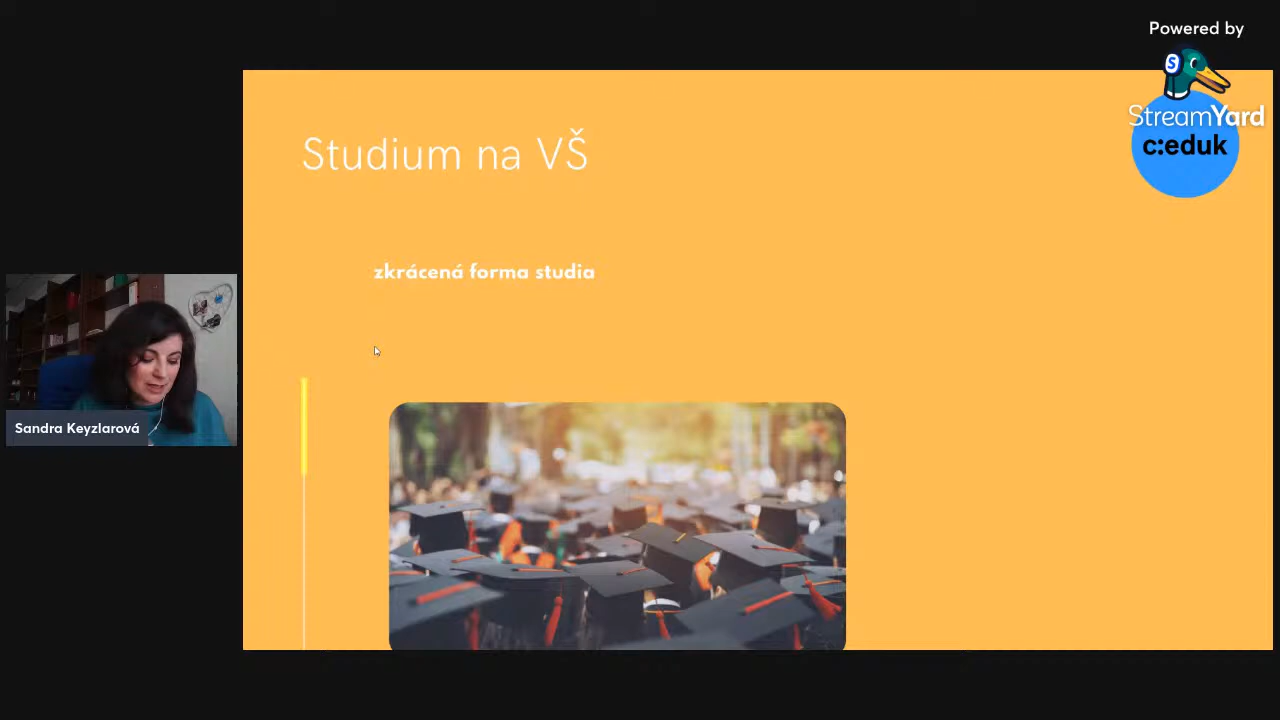 Powered by
S
StreamYard
c:eduk
Studium na VŠ
zkrácená forma studia
Sandra Keyzlarová